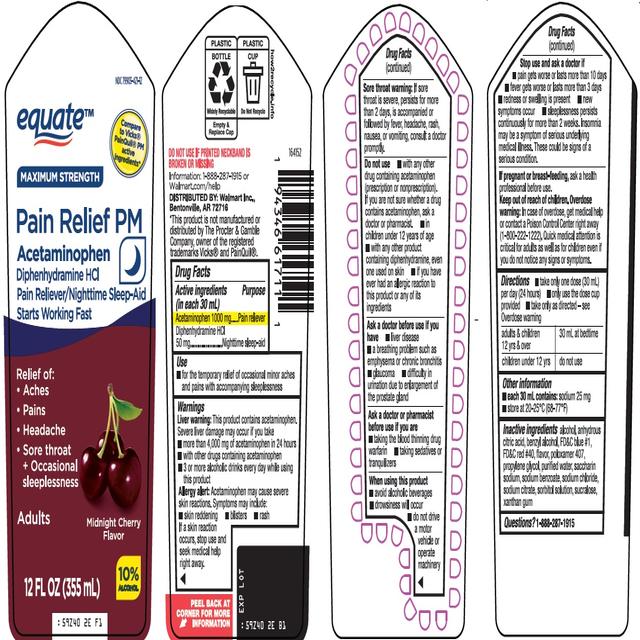 NDC 79903-421-12
equate™
Compare
to Vicks®
PainQuil® PM
active
ingredients*
MAXIMUM STRENGTH
Pain Relief PM
Acetaminophen
Diphenhydramine HCl
Pain Reliever/Nighttime Sleep-Aid
Starts Working Fast
Relief of:
• Aches
• Pains
• Headache
• Sore throat
+ Occasional
sleeplessness
Adults
Midnight Cherry
Flavor
12 FL OZ (355 mL)
10%
ALCOHOL
:59Z40 2E F1
PLASTIC
BOTTLE
Widely Recyclable
Empty &
Replace Cap
PLASTIC
CUP
Do Not Recycle
how2recycle.info
DO NOT USE IF PRINTED NECKBAND IS
BROKEN OR MISSING
Information: 1-888-287-1915 or
Walmart.com/help
DISTRIBUTED BY: Walmart Inc.,
Bentonville, AR 72716
*This product is not manufactured or
distributed by The Procter & Gamble
Company, owner of the registered
trademarks Vicks® and PainQuil®.
164152
Drug Facts
Active ingredients Purpose
(in each 30 mL)
Acetaminophen 1000 mg....Pain reliever
Diphenhydramine HCl
50 mg..............Nighttime sleep-aid
Use
■ for the temporary relief of occasional minor aches
and pains with accompanying sleeplessness
Warnings
Liver warning: This product contains acetaminophen.
Severe liver damage may occur if you take
■ more than 4,000 mg of acetaminophen in 24 hours
■ with other drugs containing acetaminophen
■ 3 or more alcoholic drinks every day while using
this product
Allergy alert: Acetaminophen may cause severe
skin reactions. Symptoms may include:
■ skin reddening ■ blisters ■ rash
If a skin reaction
occurs, stop use and
seek medical help
right away.
PEEL BACK AT
CORNER FOR MORE
INFORMATION
EXP LOT
:59Z40 2E B1
Drug Facts
(continued)
Sore throat warning: If sore
throat is severe, persists for
more than 2 days, is accompanied or
followed by fever, headache, rash,
nausea, or vomiting, consult a doctor
promptly.
Do not use ■ with any other
drug containing acetaminophen
(prescription or nonprescription).
If you are not sure whether a drug
contains acetaminophen, ask a
doctor or pharmacist. ■ in
children under 12 years of age
■ with any other product
containing diphenhydramine, even
one used on skin ■ if you have
ever had an allergic reaction to
this product or any of its
ingredients
Ask a doctor before use if you
have ■ liver disease
■ a breathing problem such as
emphysema or chronic bronchitis
■ glaucoma ■ difficulty in
urination due to enlargement of
the prostate gland
Ask a doctor or pharmacist
before use if you are
■ taking the blood thinning drug
warfarin ■ taking sedatives or
tranquilizers
When using this product
■ avoid alcoholic beverages
■ drowsiness will occur
■ do not drive
a motor
vehicle or
operate
machinery
Drug Facts
(continued)
Stop use and ask a doctor if
■ pain gets worse or lasts more than 10 days
■ fever gets worse or lasts more than 3 days
■ redness or swelling is present ■ new
symptoms occur ■ sleeplessness persists
continuously for more than 2 weeks. Insomnia
may be a symptom of serious underlying
medical illness. These could be signs of a
serious condition.
If pregnant or breast-feeding, ask a health
professional before use.
Keep out of reach of children. Overdose
warning: In case of overdose, get medical help
or contact a Poison Control Center right away
(1-800-222-1222). Quick medical attention is
critical for adults as well as for children even if
you do not notice any signs or symptoms.
Directions ■ take only one dose (30 mL)
per day (24 hours) ■ only use the dose cup
provided ■ take only as directed – see
Overdose warning
adults & children 30 mL at bedtime
12 yrs & over
children under 12 yrs do not use
Other information
■ each 30 mL contains: sodium 25 mg
■ store at 20-25°C (68-77°F)
Inactive ingredients alcohol, anhydrous
citric acid, benzyl alcohol, FD&C blue #1,
FD&C red #40, flavor, poloxamer 407,
propylene glycol, purified water, saccharin
sodium, sodium benzoate, sodium chloride,
sodium citrate, sorbitol solution, sucralose,
xanthan gum
Questions? 1-888-287-1915